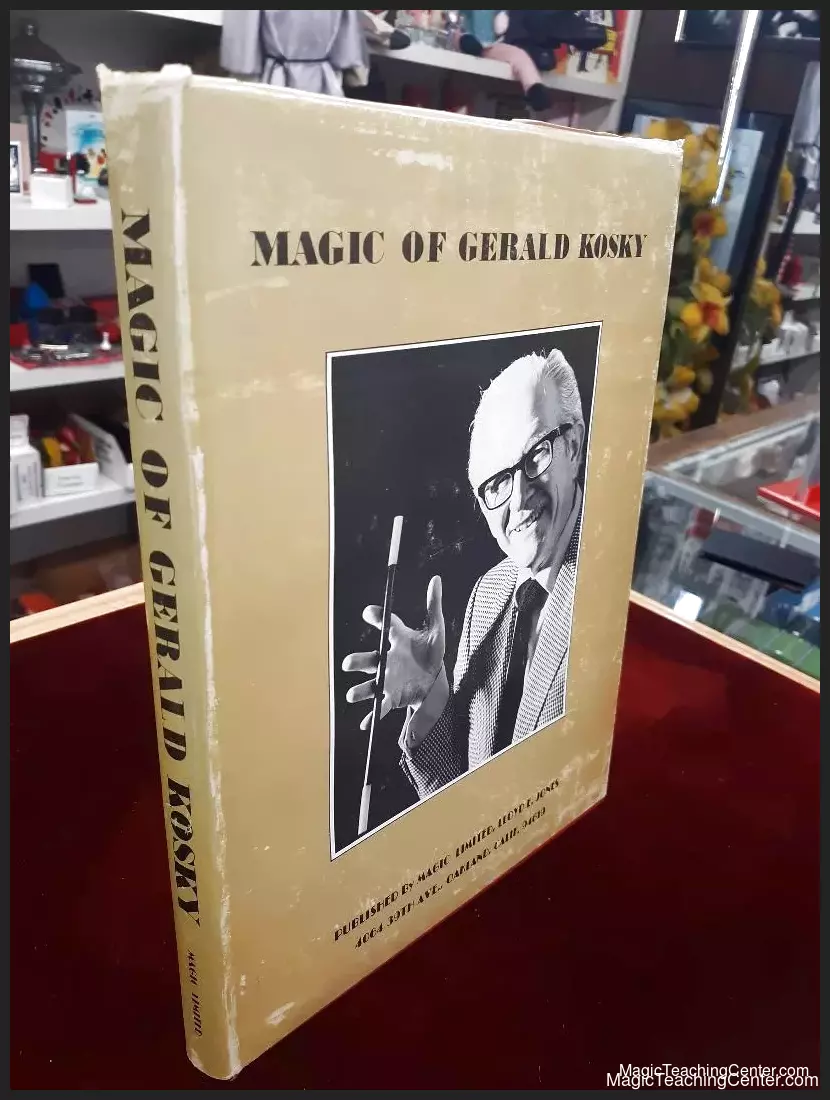 MAGIC OF GERALD KOSKY
MAGIC OF GERALD KOSKY
MAGIC LIMITED
PUBLISHED By MAGIC LIMITED, LLOYD E. JONES
4064 39TH AVE., OAKLAND, CALIF. 94619
MagicTeachingCenter.com
MagicTeachingCenter.com